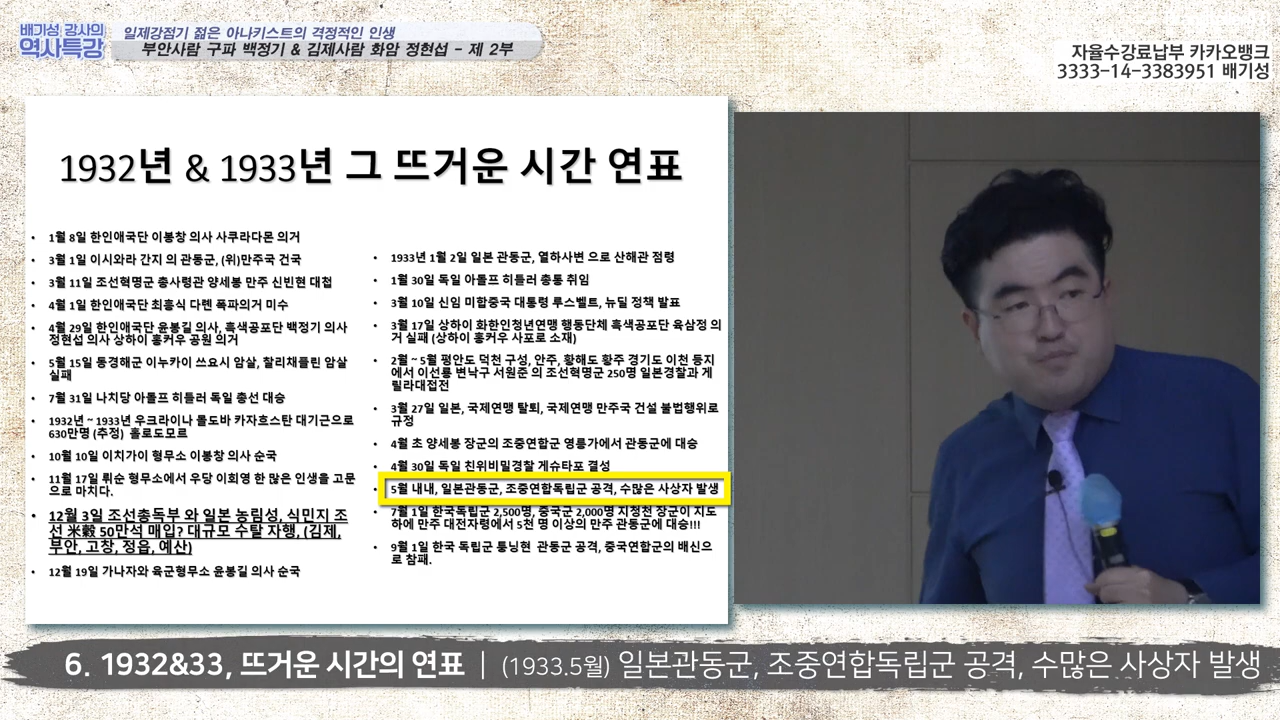 배기성 강사의
역사특강
일제강점기 젊은 아나키스트의 격정적인 인생
부안사람 구파 백정기 & 김제사람 화암 정현섭 - 제 2부
자율수강료납부 카카오뱅크
3333-14-3383951 배기성
1932년 & 1933년 그 뜨거운 시간 연표
• 1월 8일 한인애국단 이봉창 의사 사쿠라다몬 의거
• 3월 1일 이시와라 간지 의 관동군, (위)만주국 건국
• 3월 11일 조선혁명군 총사령관 양세봉 만주 신빈현 대첩
• 4월 1일 한인애국단 최흥식 다롄 폭파의거 미수
• 4월 29일 한인애국단 윤봉길 의사, 흑색공포단 백정기 의사
정현섭 의사 상하이 홍커우 공원 의거
• 5월 15일 동경해군 이누카이 쓰요시 암살, 찰리채플린 암살
실패
• 7월 31일 나치당 아돌프 히틀러 독일 총선 대승
• 1932년 ~ 1933년 우크라이나 몰도바 카자흐스탄 대기근으로
630만명 (추정) 홀로도모르
• 10월 10일 이치가이 형무소 이봉창 의사 순국
• 11월 17일 뤼순 형무소에서 우당 이회영 한 많은 인생을 고문
으로 마치다.
• 12월 3일 조선총독부 와 일본 농림성, 식민지 조
선 米穀 50만석 매입? 대규모 수탈 자행, (김제,
부안, 고창, 정읍, 예산)
• 12월 19일 가나자와 육군형무소 윤봉길 의사 순국
• 1933년 1월 2일 일본 관동군, 열하사변 으로 산해관 점령
• 1월 30일 독일 아돌프 히틀러 총통 취임
• 3월 10일 신임 미합중국 대통령 루스벨트, 뉴딜 정책 발표
• 3월 17일 상하이 화한인청년연맹 행동단체 흑색공포단 육삼정 의
거 실패 (상하이 홍커우 사포로 소재)
• 2월 ~ 5월 평안도 덕천 구성, 안주, 황해도 황주 경기도 이천 등지
에서 이선룡 변낙구 서원준 의 조선혁명군 250명 일본경찰과 게
릴라대접전
• 3월 27일 일본, 국제연맹 탈퇴, 국제연맹 만주국 건설 불법행위로
규정
• 4월 초 양세봉 장군의 조중연합군 영릉가에서 관동군에 대승
• 4월 30일 독일 친위비밀경찰 게슈타포 결성
• 5월 내내, 일본관동군, 조중연합독립군 공격, 수많은 사상자 발생
• 7월 1일 한국독립군 2,500명, 중국군 2,000명 지청천 장군이 지도
하에 만주 대전자령에서 5천 명 이상의 만주 관동군에 대승!!!
• 9월 1일 한국 독립군 퉁닝현 관동군 공격, 중국연합군의 배신으
로 참패.
6. 1932&33, 뜨거운 시간의 연표 | (1933.5월) 일본관동군, 조중연합독립군 공격, 수많은 사상자 발생